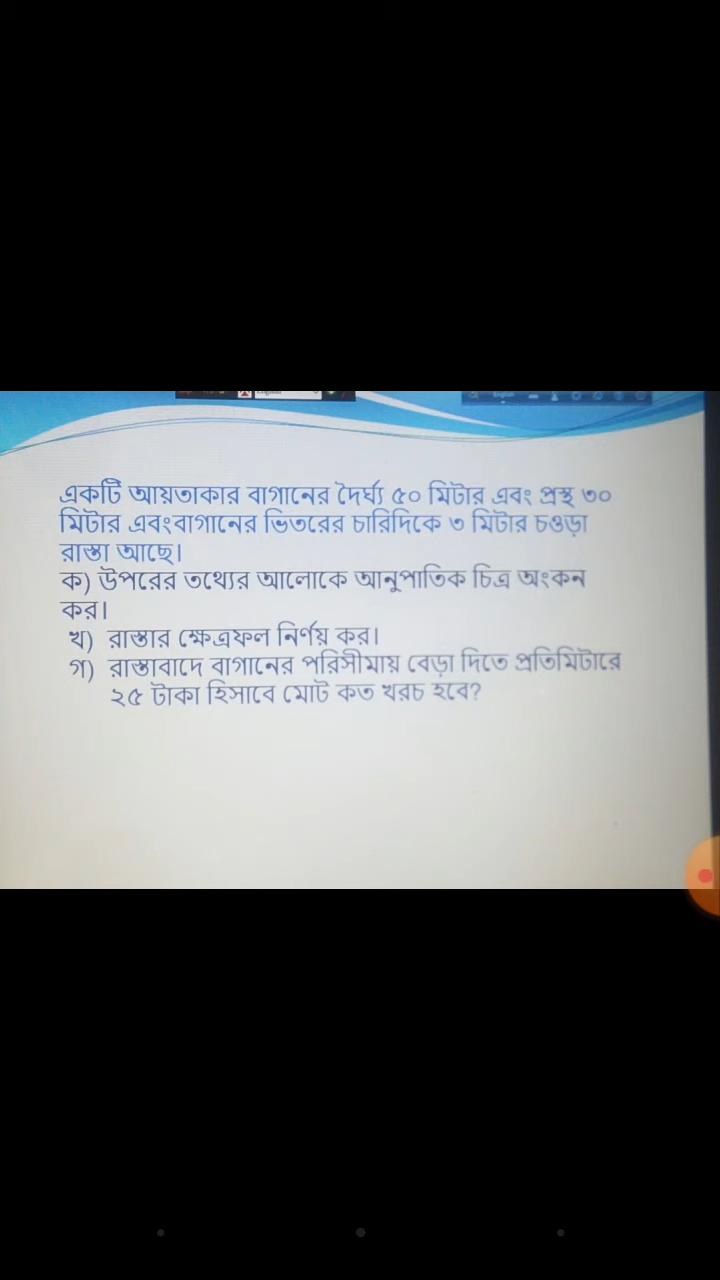 একটি আয়তাকার বাগানের দৈর্ঘ্য ৫০ মিটার এবং প্রস্থ ৩০
মিটার এবংবাগানের ভিতরের চারিদিকে ৩ মিটার চওড়া
রাস্তা আছে।
ক) উপরের তথ্যের আলোকে আনুপাতিক চিত্র অংকন
কর।
খ) রাস্তার ক্ষেত্রফল নির্ণয় কর।
গ) রাস্তাবাদে বাগানের পরিসীমায় বেড়া দিতে প্রতিমিটারে
২৫ টাকা হিসাবে মোট কত খরচ হবে?